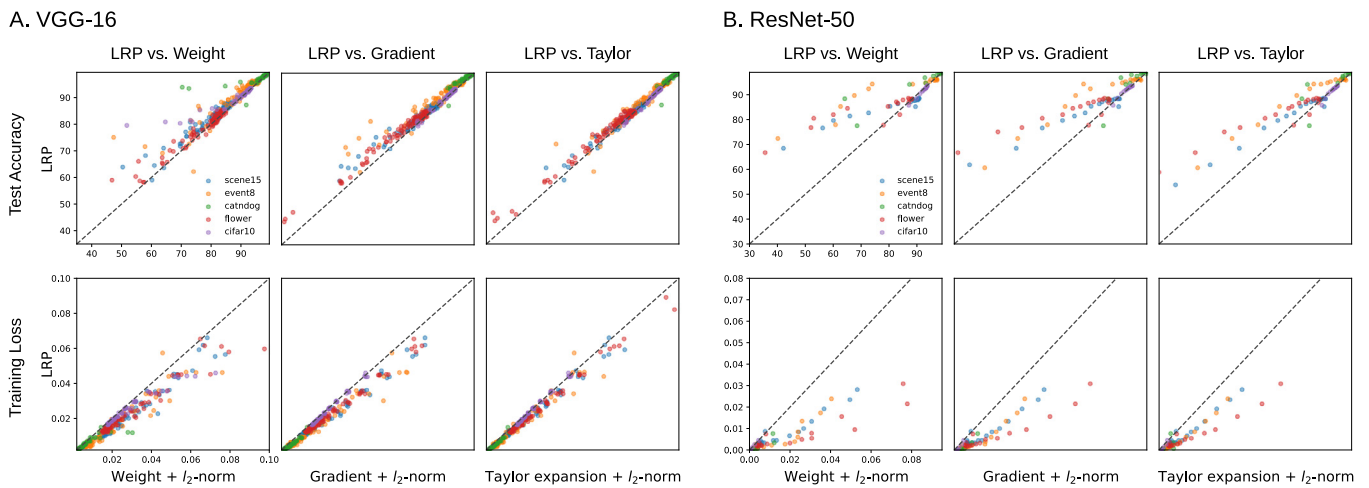 A. VGG-16
B. ResNet-50
LRP vs. Weight
LRP vs. Gradient
LRP vs. Taylor
LRP vs. Weight
LRP vs. Gradient
LRP vs. Taylor
Test Accuracy
LRP
90
80
70
60
50
40
40 50 60 70 80 90
scene15
event8
catndog
flower
cifar10
90
80
70
60
50
40
30
30 40 50 60 70 80 90
scene15
event8
catndog
flower
cifar10
Training Loss
LRP
0.10
0.08
0.06
0.04
0.02
0.02 0.04 0.06 0.08 0.10
0.08
0.07
0.06
0.05
0.04
0.03
0.02
0.01
0.00
0.00 0.02 0.04 0.06 0.08
Weight + l₂-norm
Gradient + l₂-norm
Taylor expansion + l₂-norm
Weight + l₂-norm
Gradient + l₂-norm
Taylor expansion + l₂-norm